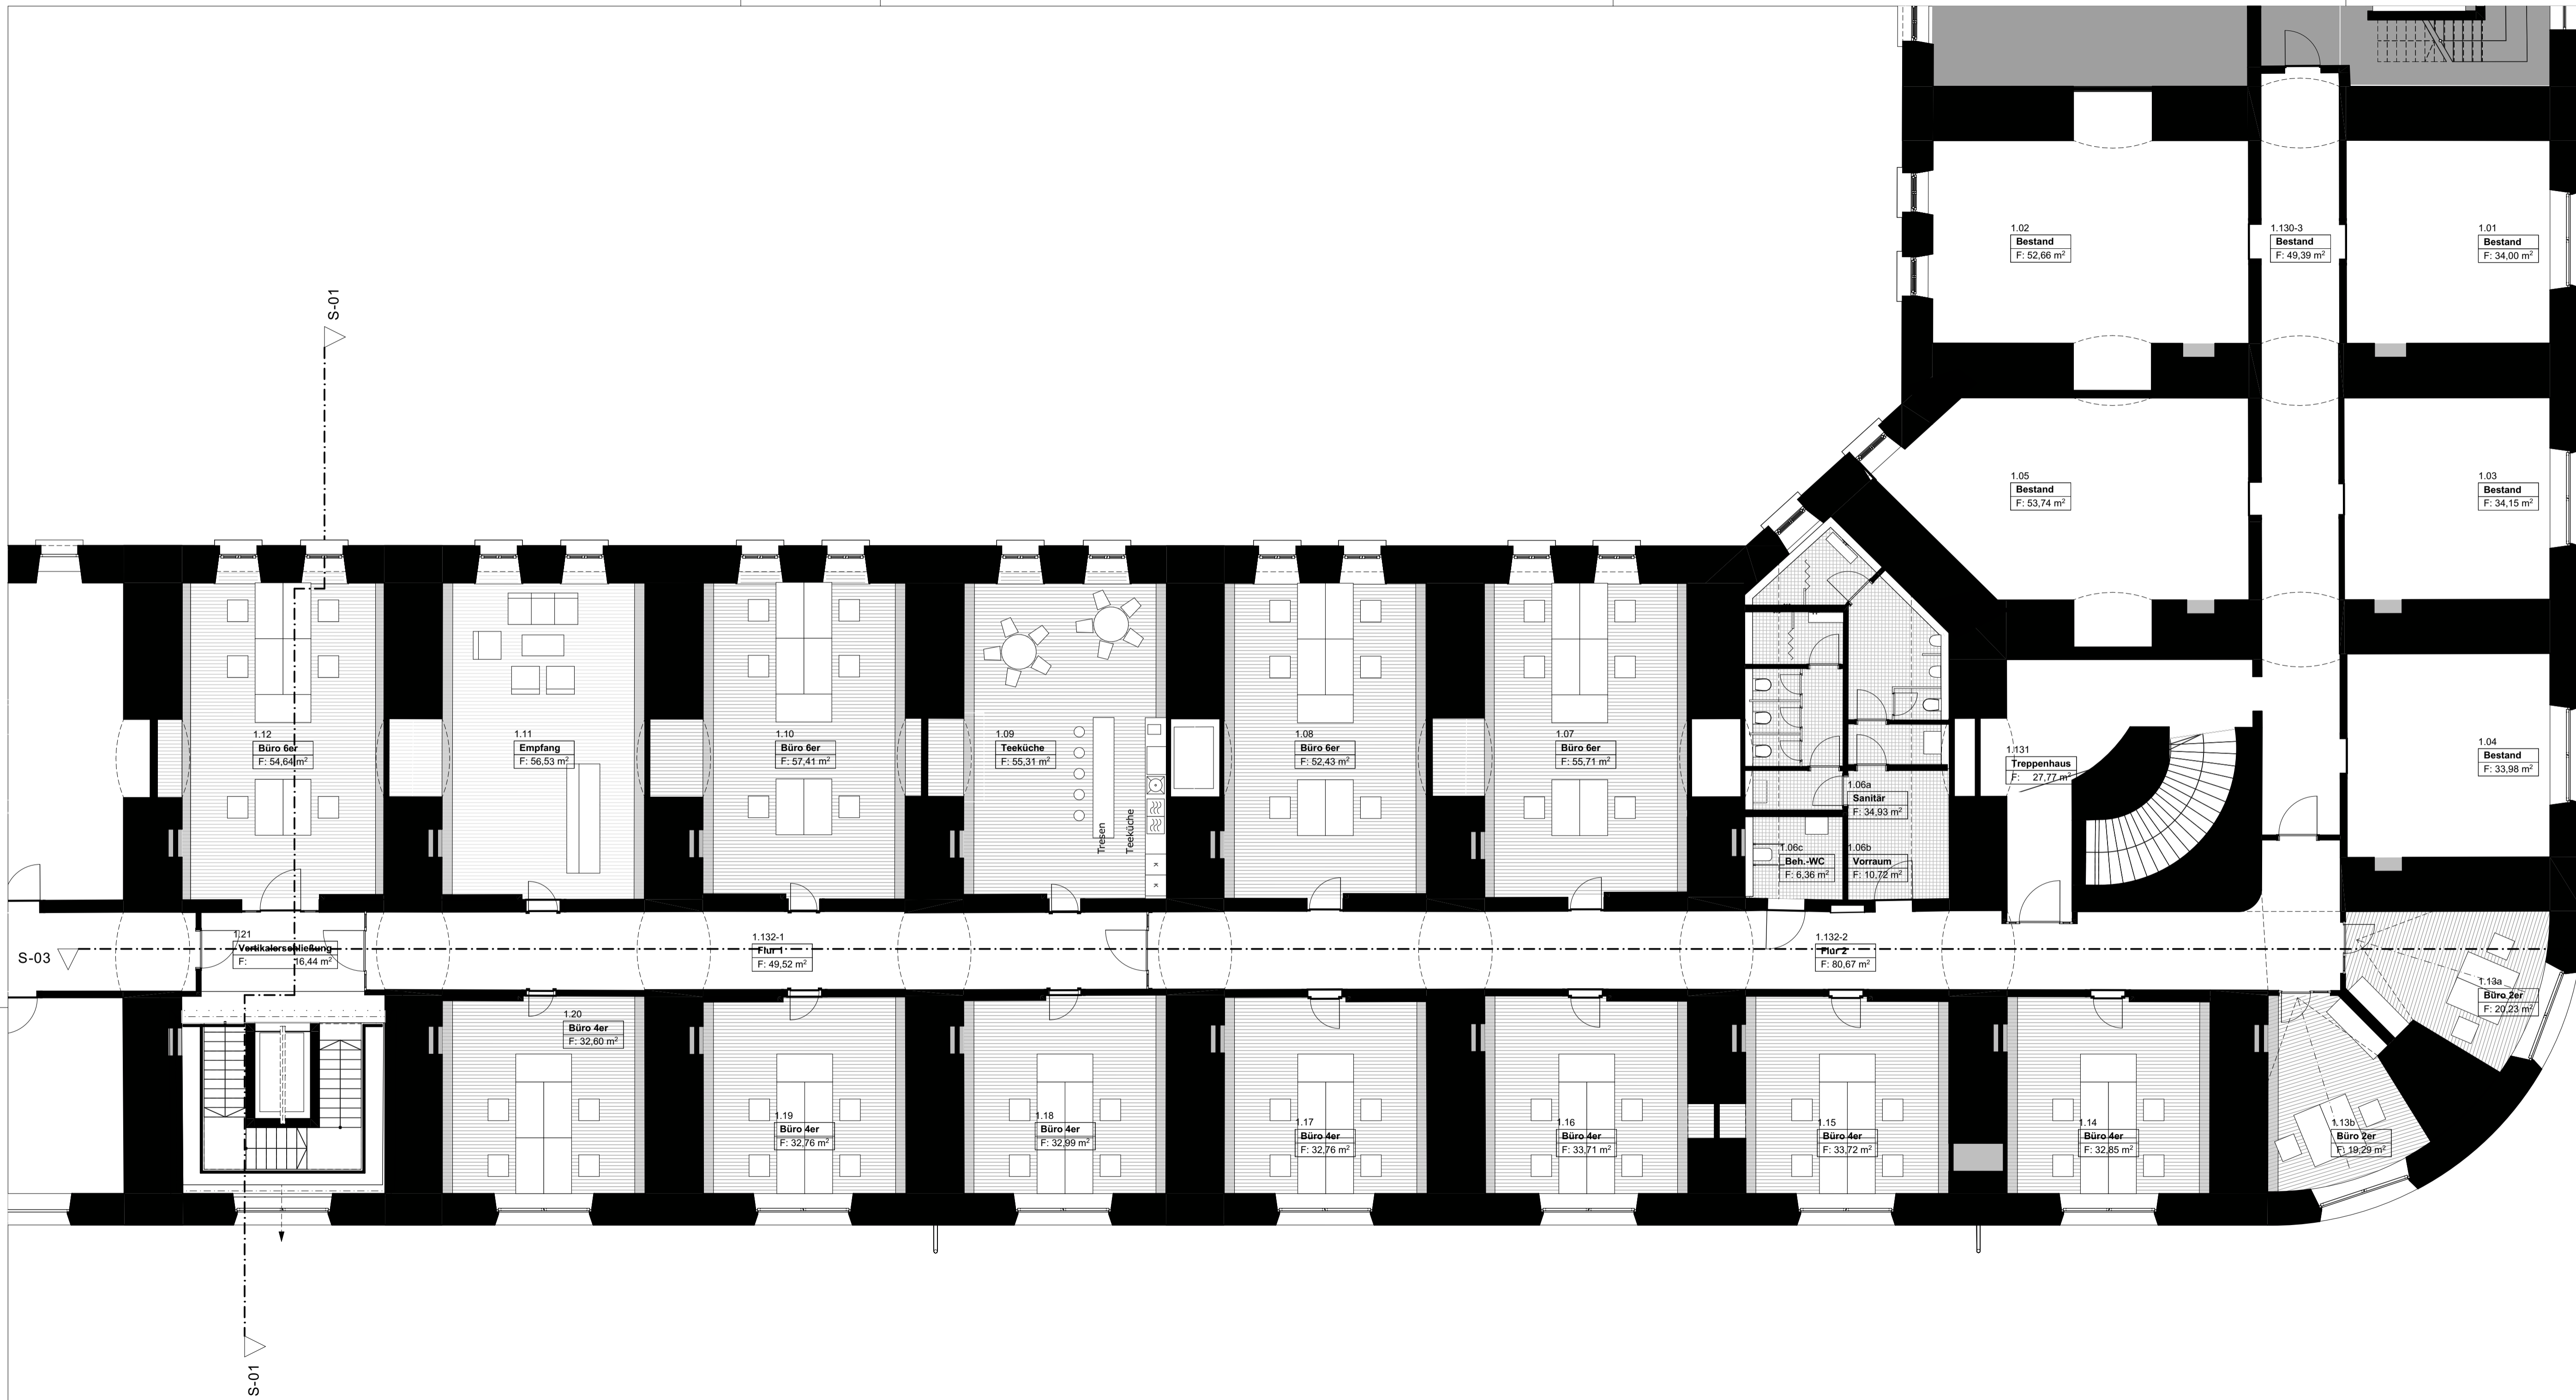 1.02
Bestand
F: 52,66 m²
1.130-3
Bestand
F: 49,39 m²
1.01
Bestand
F: 34,00 m²
S-01
1.05
Bestand
F: 53,74 m²
1.03
Bestand
F: 34,15 m²
1.12
Büro 6er
F: 54,64 m²
1.11
Empfang
F: 56,53 m²
1.10
Büro 6er
F: 57,41 m²
1.09
Teeküche
F: 55,31 m²
1.08
Büro 6er
F: 52,43 m²
1.07
Büro 6er
F: 55,71 m²
1.131
Treppenhaus
F: 27,77 m²
1.04
Bestand
F: 33,98 m²
1.06a
Sanitär
F: 34,93 m²
Tresen
Teeküche
K
K
1.06c
Beh.-WC
F: 6,36 m²
1.06b
Vorraum
F: 10,72 m²
S-03
1.21
Vertikalerschließung
F: 16,44 m²
1.132-1
Flur 1
F: 49,52 m²
1.132-2
Flur 2
F: 80,67 m²
1.13a
Büro 2er
F: 20,23 m²
1.20
Büro 4er
F: 32,60 m²
1.19
Büro 4er
F: 32,76 m²
1.18
Büro 4er
F: 32,99 m²
1.17
Büro 4er
F: 32,76 m²
1.16
Büro 4er
F: 33,71 m²
1.15
Büro 4er
F: 33,72 m²
1.14
Büro 4er
F: 32,85 m²
1.13b
Büro 2er
F: 19,29 m²
S-01